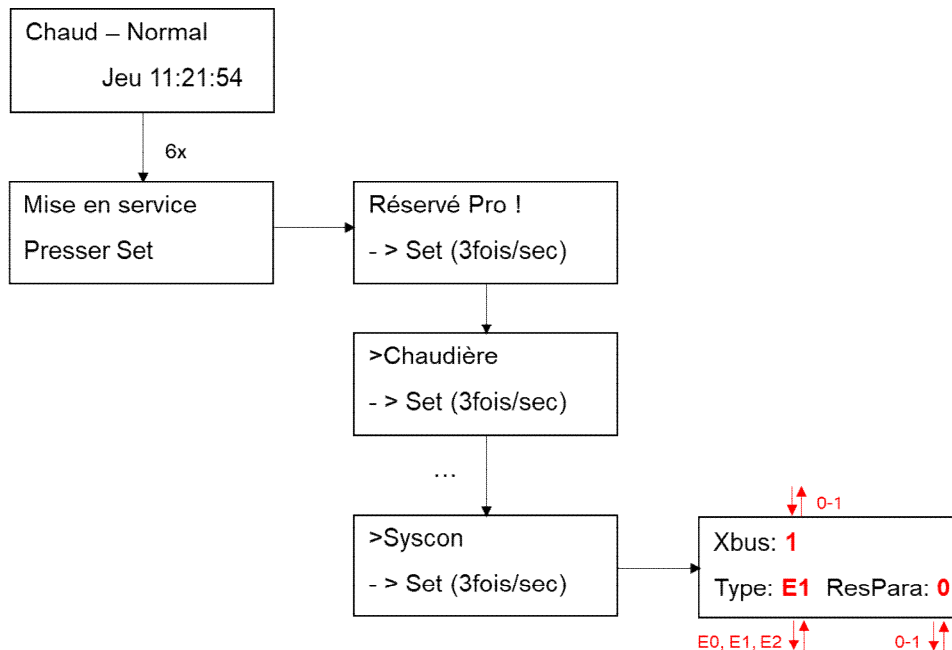 Chaud – Normal
Jeu 11:21:54
6x
Mise en service
Presser Set
Réservé Pro !
- > Set (3fois/sec)
>Chaudière
- > Set (3fois/sec)
…
>Syscon
- > Set (3fois/sec)
0-1
Xbus: 1
Type: E1 ResPara: 0
E0, E1, E2
0-1